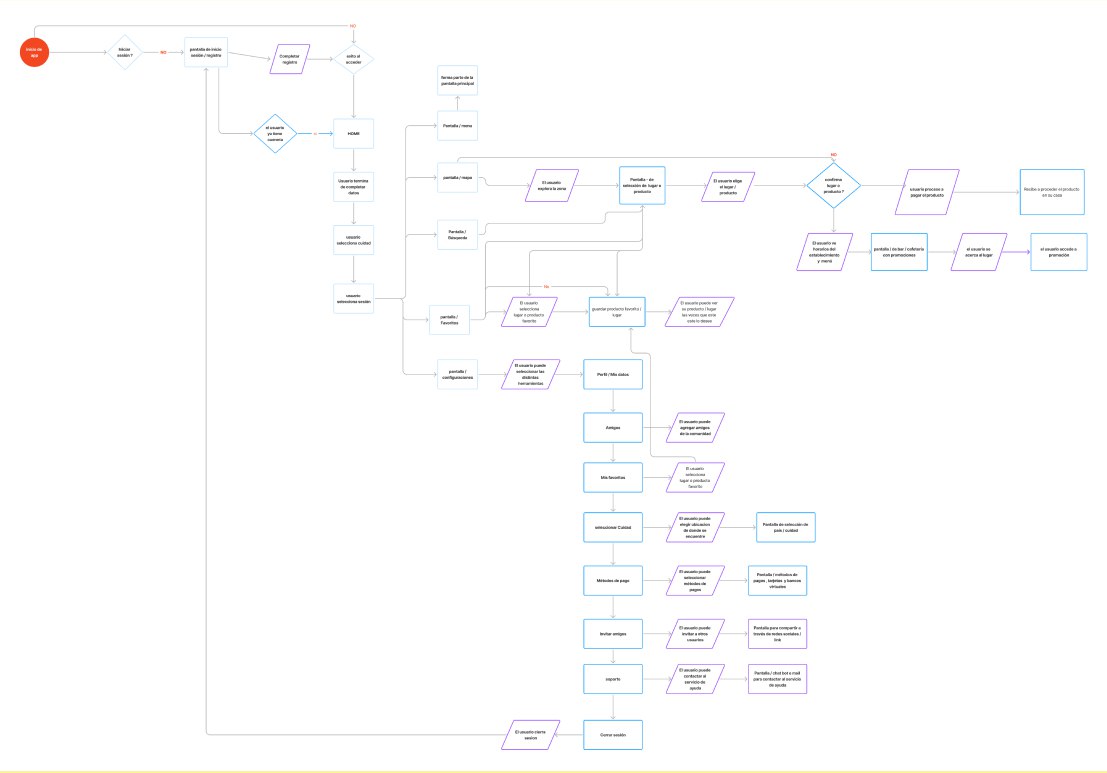 NO
Inicio de
app
Iniciar
sesión ?
NO
pantalla de inicio
sesión / registro
Completar
registro
exito al
acceder
el usuario
ya tiene
cuenta
HOME
Usuario termina
de completar
datos
usuario
selecciona cuidad
usuario
selecciona sesión
forma parte de la
pantalla principal
Pantalla / menu
pantalla / mapa
El usuario
explora la zona
Pantalla - de
selección de lugar o
producto
El usuario elige
el lugar /
producto
NO
confirma
lugar o
producto ?
usuario procese a
pagar el producto
Recibe a proceder el producto
en su casa
Pantalla /
Búsqueda
El usuario ve
horarios del
establecimiento
y menú
pantalla / de bar / cafetería
con promociones
el usuario se
acerca al lugar
el usuario accede a
promoción
No
pantalla /
Favoritos
El usuario
selecciona
lugar o producto
favorito
guardar producto favorito /
lugar
El usuario puede ver
su producto / lugar
las veces que
pantalla /
configuraciones
El usuario puede
seleccionar las
distintas
herramientas
Perfil / Mis datos
Amigos
El usuario puede
agregar amigos
de la comunidad
Mis favoritos
El usuario
selecciona
lugar o producto
favorito
seleccionar Cuidad
El usuario puede
elegir ubicacion
de donde se
encuentre
Pantalla de selección de
país / cuidad
Métodos de pago
El usuario puede
seleccionar
métodos de
pagos
Pantalla / métodos de
pagos , tarjetas y bancos
virtuales
Invitar amigos
El usuario puede
invitar a otros
usuarios
Pantalla para compartir a
través de redes sociales /
link
soporte
El usuario puede
contactar al
servicio de
ayuda
Pantalla / chat bot o mail
para contactar al servicio
de ayuda
El usuario cierra
sesion
Cerrar sesión